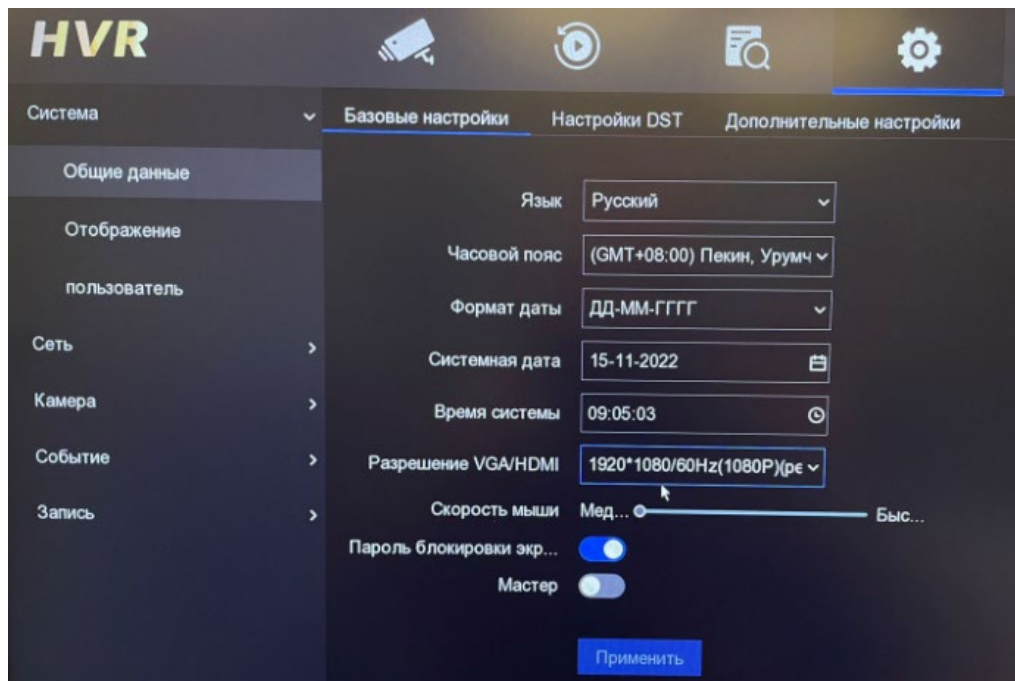 HVR
Система
Базовые настройки
Настройки DST
Дополнительные настройки
Общие данные
Отображение
пользователь
Сеть
Камера
Событие
Запись
Язык Русский
Часовой пояс (GMT+08:00) Пекин, Урумч
Формат даты ДД-ММ-ГГГГ
Системная дата 15-11-2022
Время системы 09:05:03
Разрешение VGA/HDMI 1920*1080/60Hz(1080P)(ре
Скорость мыши Мед... Быс...
Пароль блокировки экр...
Мастер
Применить